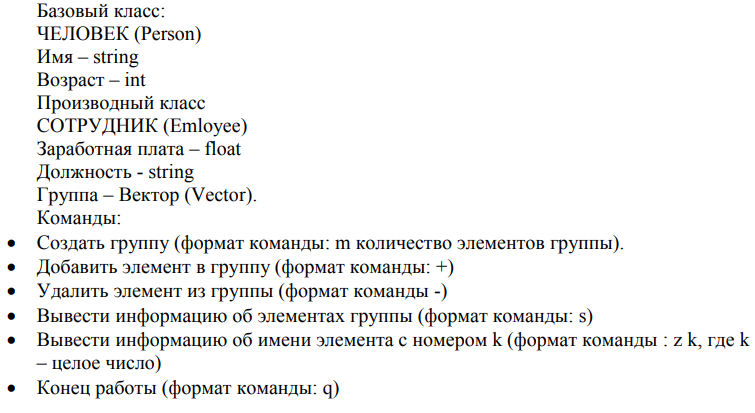 Базовый класс:
ЧЕЛОВЕК (Person)
Имя – string
Возраст – int
Производный класс
СОТРУДНИК (Emloyee)
Заработная плата – float
Должность - string
Группа – Вектор (Vector).
Команды:
• Создать группу (формат команды: m количество элементов группы).
• Добавить элемент в группу (формат команды: +)
• Удалить элемент из группы (формат команды -)
• Вывести информацию об элементах группы (формат команды: s)
• Вывести информацию об имени элемента с номером k (формат команды : z k, где k
– целое число)
• Конец работы (формат команды: q)